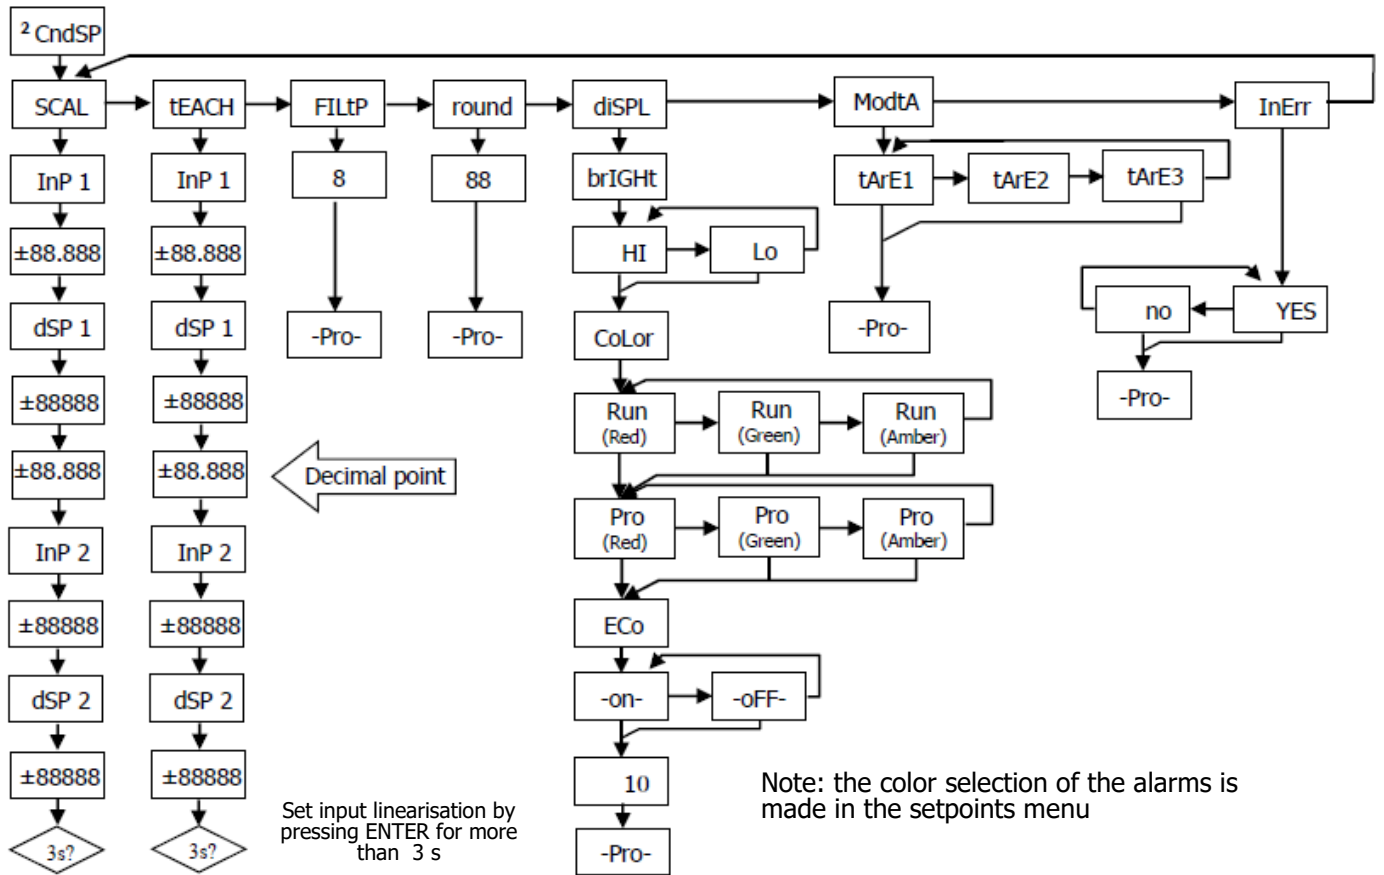 ² CndSP
SCAL
tEACH
FILtP
round
diSPL
ModtA
InErr
InP 1
InP 1
8
88
brIGHt
tArE1
tArE2
tArE3
±88.888
±88.888
HI
Lo
no
YES
dSP 1
dSP 1
-Pro-
-Pro-
CoLor
-Pro-
-Pro-
±88888
±88888
Run
(Red)
Run
(Green)
Run
(Amber)
±88.888
±88.888
Decimal point
Pro
(Red)
Pro
(Green)
Pro
(Amber)
InP 2
InP 2
±88888
±88888
ECo
dSP 2
dSP 2
-on-
-oFF-
±88888
±88888
10
3s?
3s?
Set input linearisation by
pressing ENTER for more
than 3 s
-Pro-
Note: the color selection of the alarms is
made in the setpoints menu